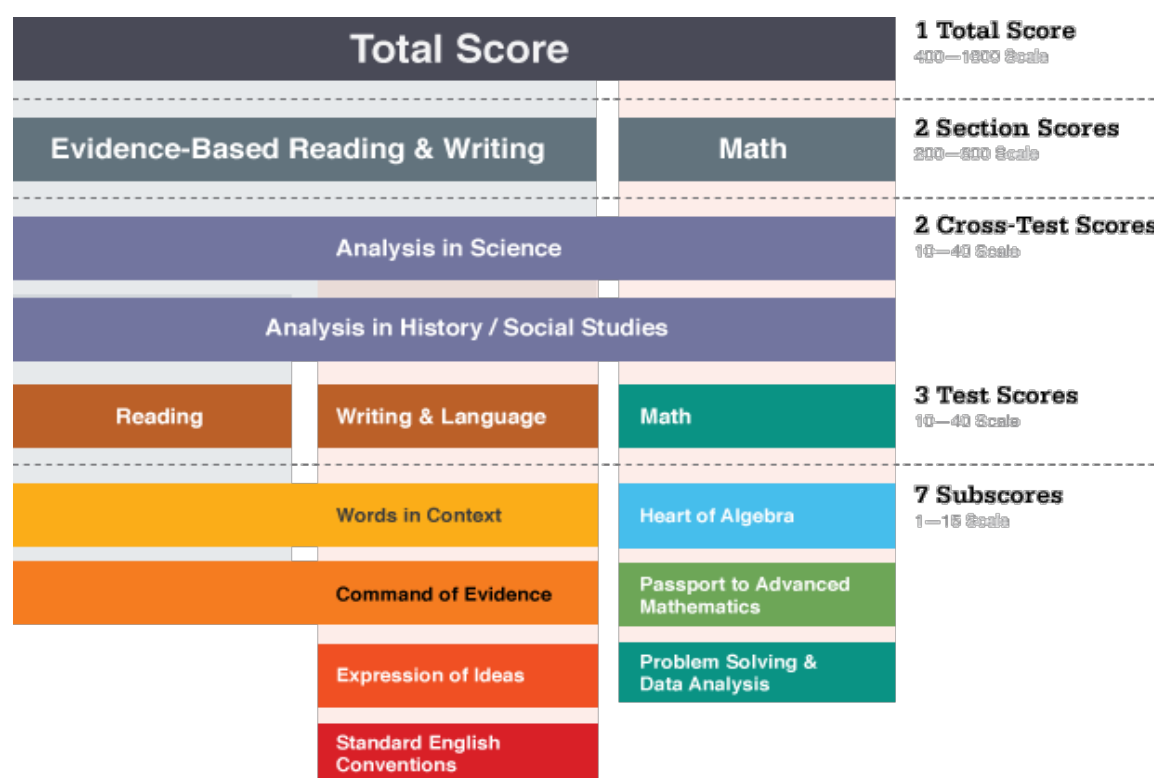 Total Score
1 Total Score
400—1600 Scale
Evidence-Based Reading & Writing
Math
2 Section Scores
200—800 Scale
Analysis in Science
2 Cross-Test Scores
10—40 Scale
Analysis in History / Social Studies
Reading
Writing & Language
Math
3 Test Scores
10—40 Scale
Words in Context
Heart of Algebra
7 Subscores
1—15 Scale
Command of Evidence
Passport to Advanced
Mathematics
Expression of Ideas
Problem Solving &
Data Analysis
Standard English
Conventions